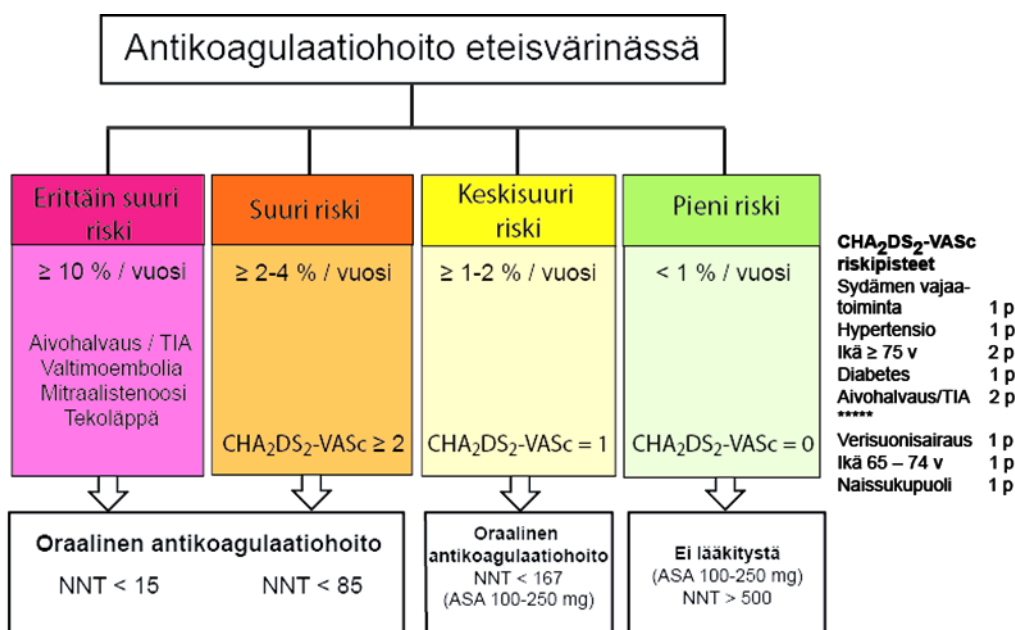 Antikoagulaatiohoito eteisvärinässä
Erittäin suuri
riski
≥ 10 % / vuosi
Aivohalvaus / TIA
Valtimoembolia
Mitraalistenoosi
Tekoläppä
Suuri riski
≥ 2-4 % / vuosi
CHA₂DS₂-VASc ≥ 2
Keskisuuri
riski
≥ 1-2 % / vuosi
CHA₂DS₂-VASc = 1
Pieni riski
< 1 % / vuosi
CHA₂DS₂-VASc = 0
Oraalinen antikoagulaatiohoito
NNT < 15 NNT < 85
Oraalinen
antikoagulaatiohoito
NNT < 167
(ASA 100-250 mg)
Ei lääkitystä
(ASA 100-250 mg)
NNT > 500
CHA₂DS₂-VASc
riskipisteet
Sydämen vajaa-
toiminta 1 p
Hypertensio 1 p
Ikä ≥ 75 v 2 p
Diabetes 1 p
Aivohalvaus/TIA 2 p
*****
Verisuonisairaus 1 p
Ikä 65 – 74 v 1 p
Naissukupuoli 1 p